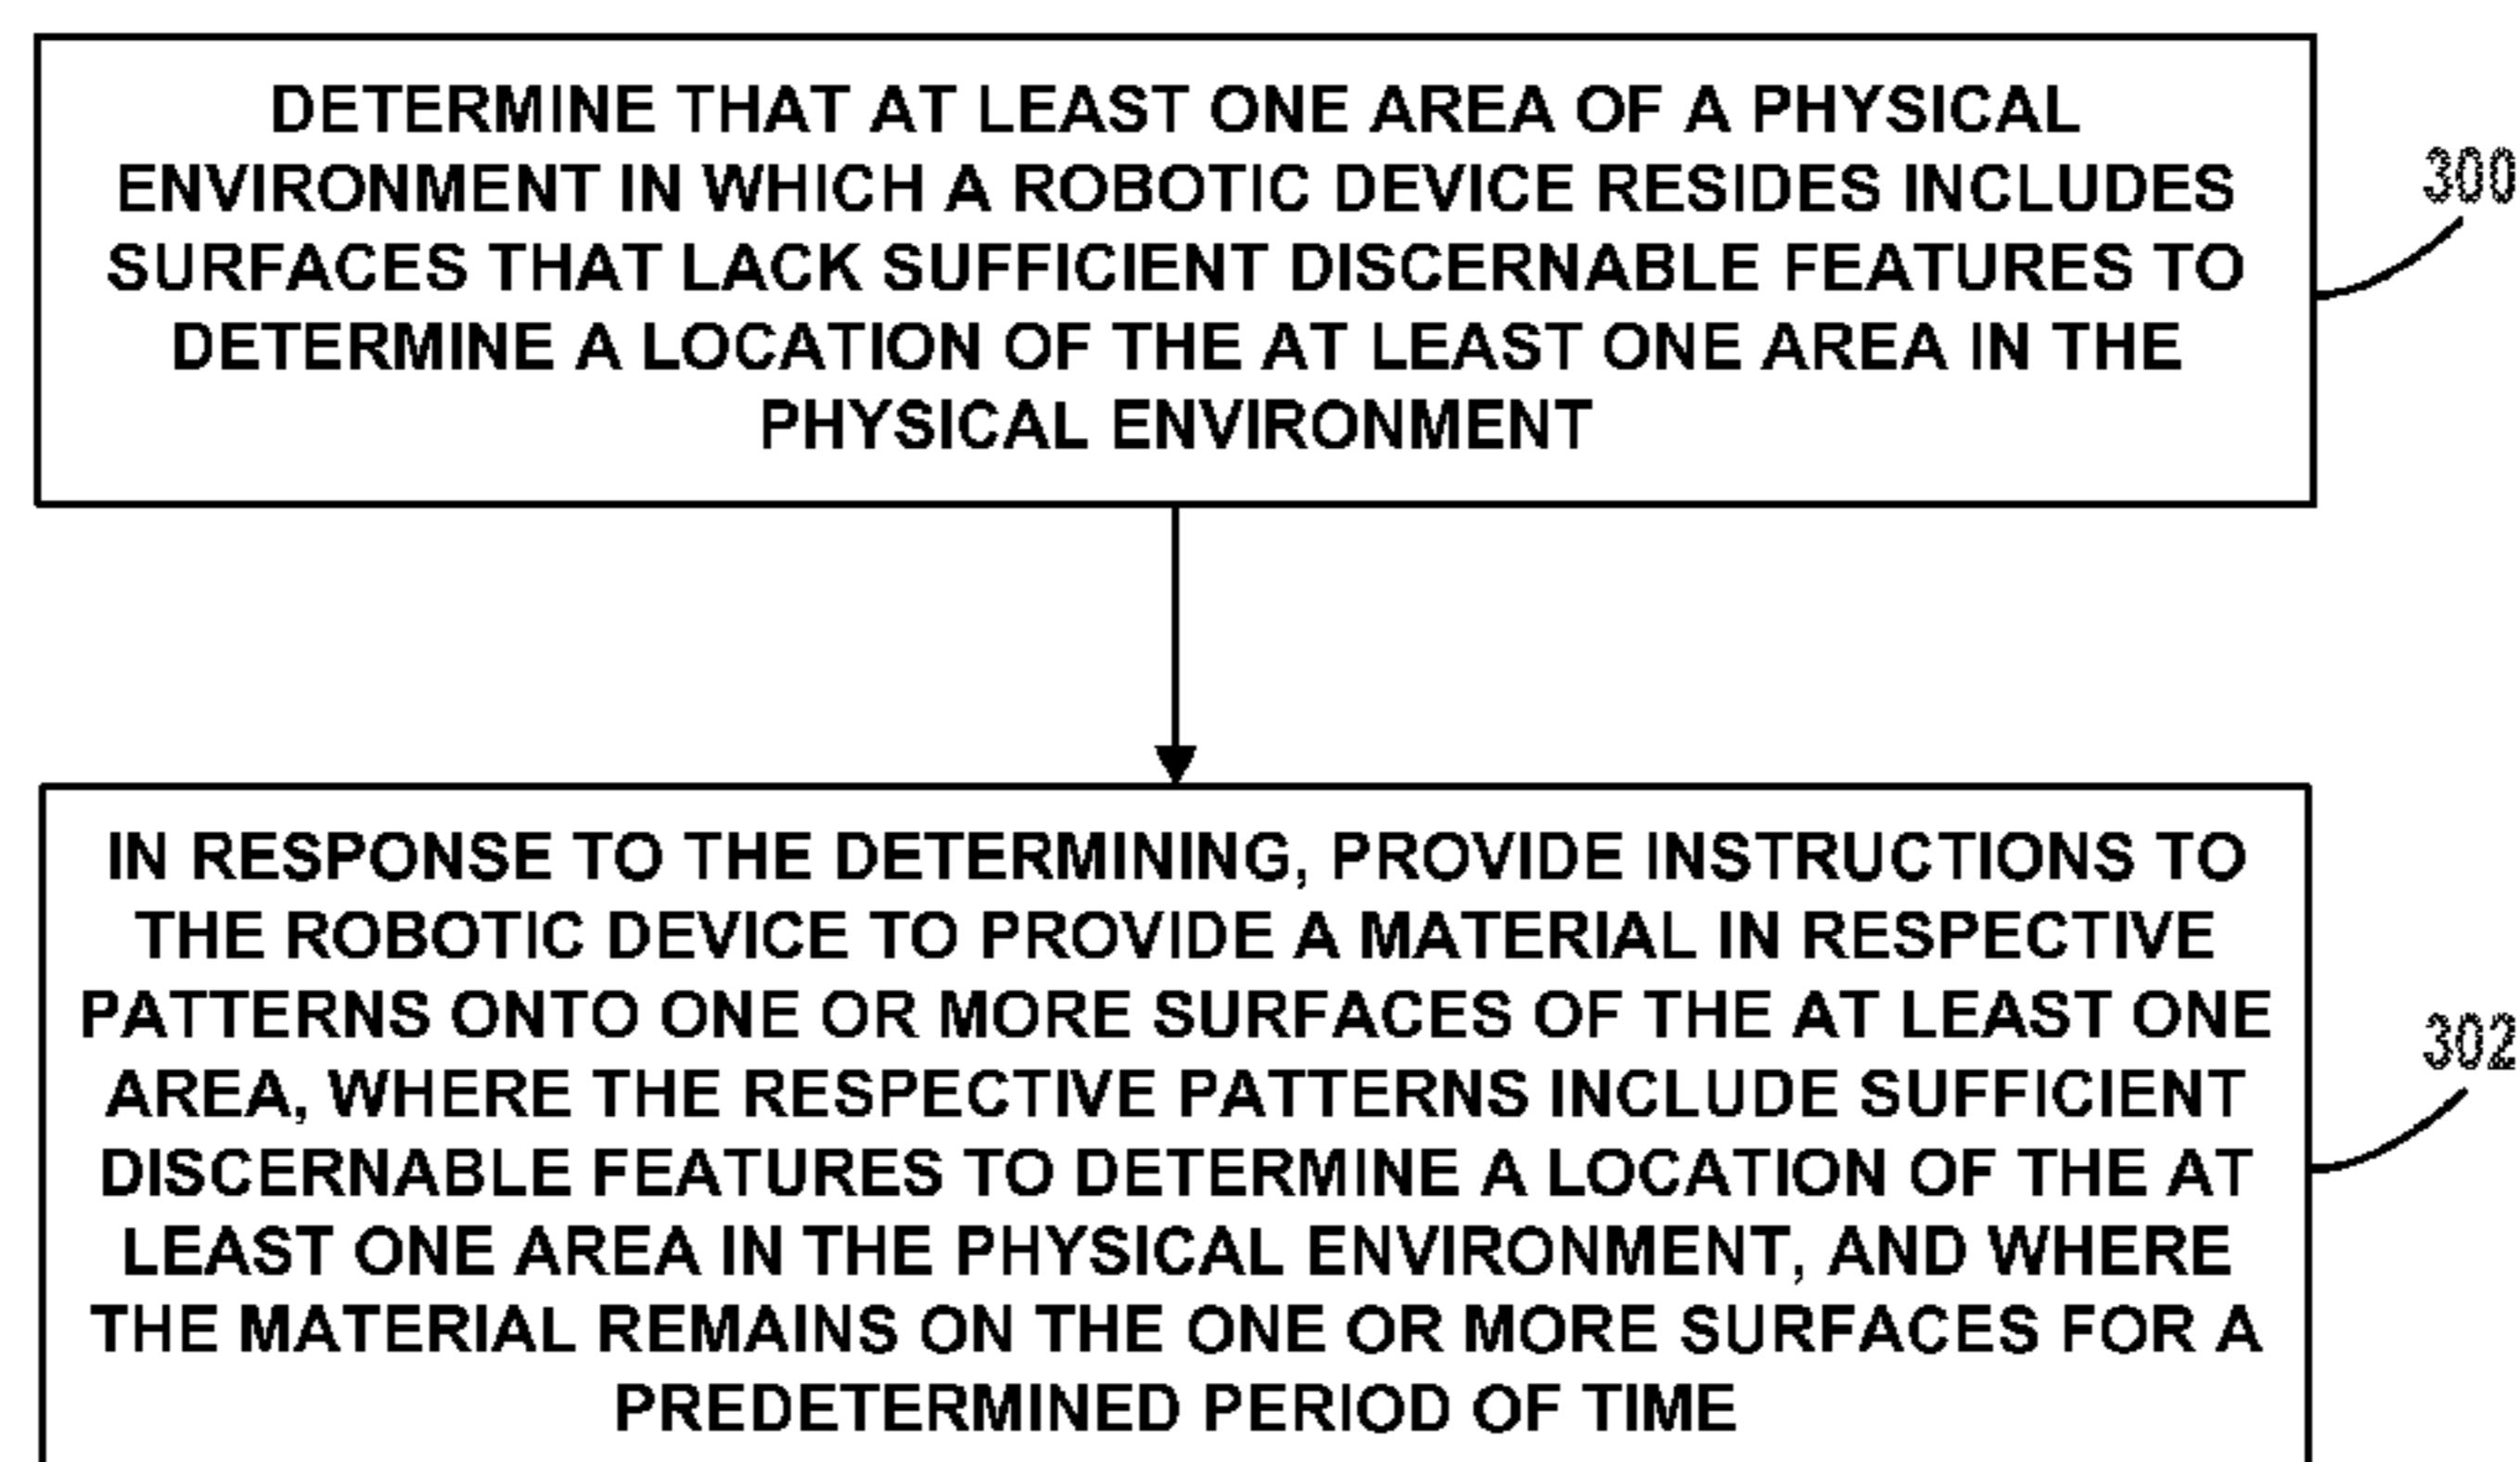 DETERMINE THAT AT LEAST ONE AREA OF A PHYSICAL
ENVIRONMENT IN WHICH A ROBOTIC DEVICE RESIDES INCLUDES
SURFACES THAT LACK SUFFICIENT DISCERNABLE FEATURES TO
DETERMINE A LOCATION OF THE AT LEAST ONE AREA IN THE
PHYSICAL ENVIRONMENT
300
IN RESPONSE TO THE DETERMINING, PROVIDE INSTRUCTIONS TO
THE ROBOTIC DEVICE TO PROVIDE A MATERIAL IN RESPECTIVE
PATTERNS ONTO ONE OR MORE SURFACES OF THE AT LEAST ONE
AREA, WHERE THE RESPECTIVE PATTERNS INCLUDE SUFFICIENT
DISCERNABLE FEATURES TO DETERMINE A LOCATION OF THE AT
LEAST ONE AREA IN THE PHYSICAL ENVIRONMENT, AND WHERE
THE MATERIAL REMAINS ON THE ONE OR MORE SURFACES FOR A
PREDETERMINED PERIOD OF TIME
302